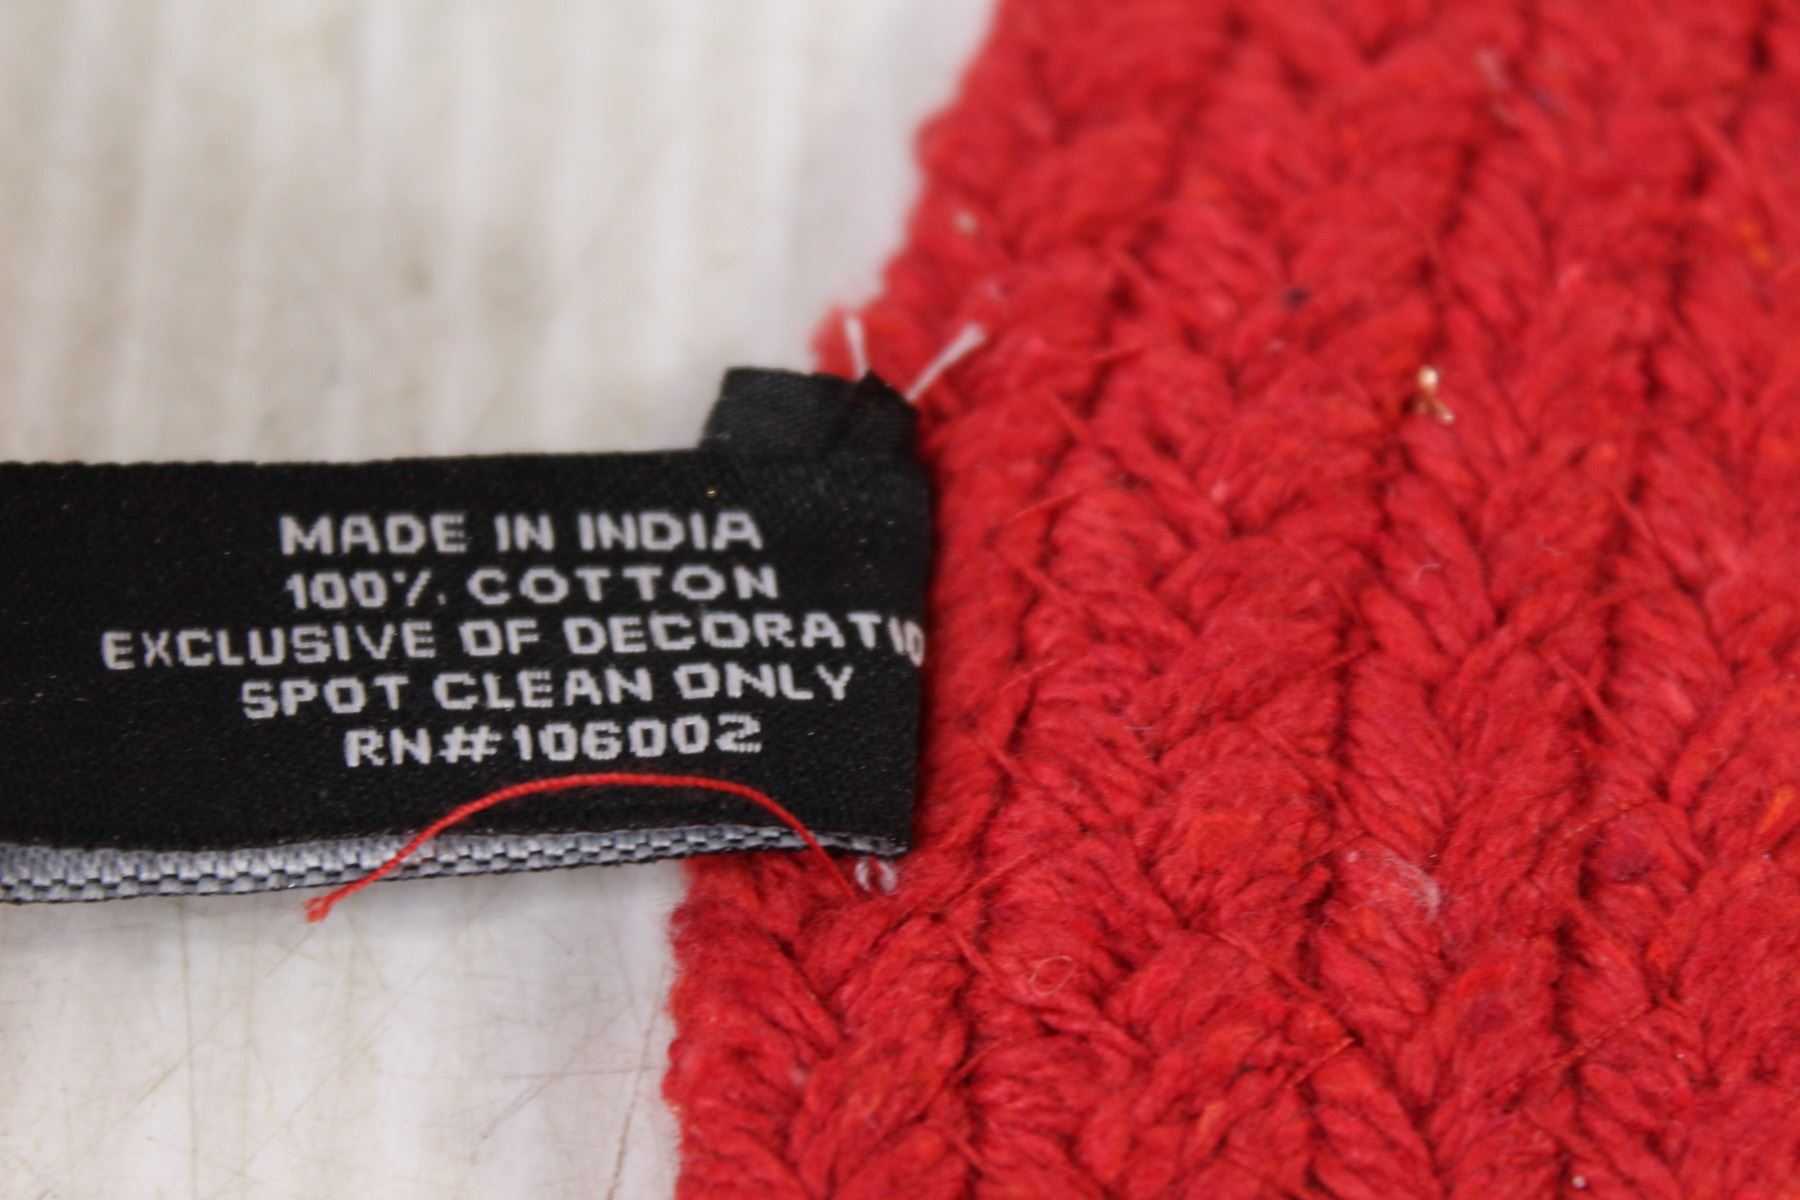 MADE IN INDIA
100% COTTON
EXCLUSIVE OF DECORATIO
SPOT CLEAN ONLY
RN#106002